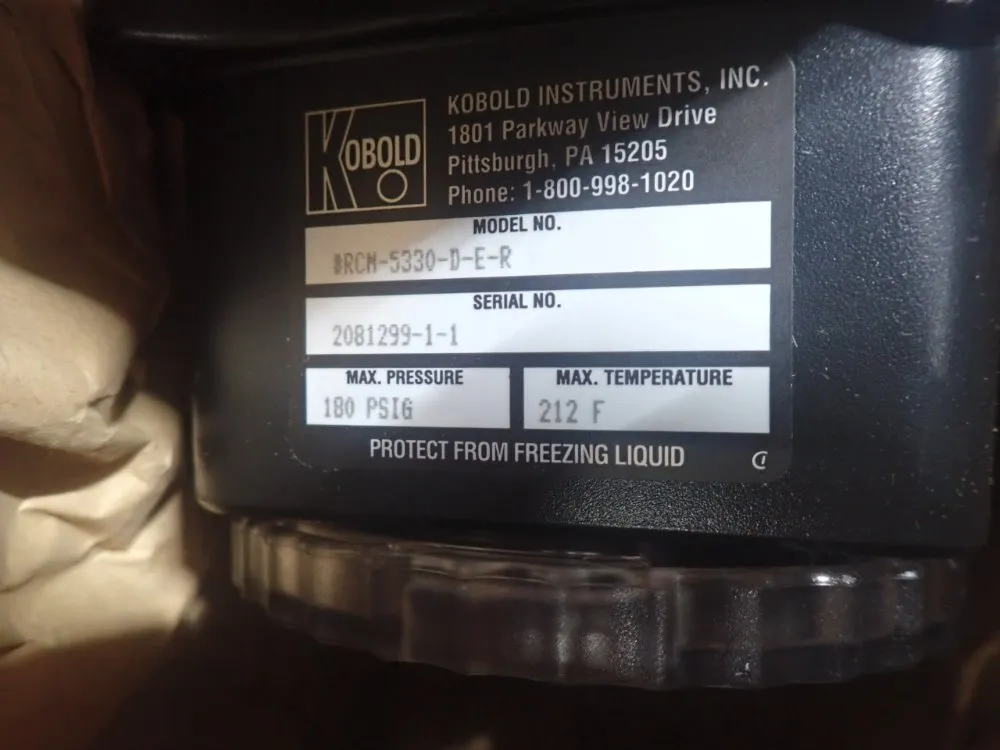 KOBOLD
KOBOLD INSTRUMENTS, INC.
1801 Parkway View Drive
Pittsburgh, PA 15205
Phone: 1-800-998-1020
MODEL NO.
#RCM-5330-D-E-R
SERIAL NO.
2081299-1-1
MAX. PRESSURE
180 PSIG
MAX. TEMPERATURE
212 F
PROTECT FROM FREEZING LIQUID